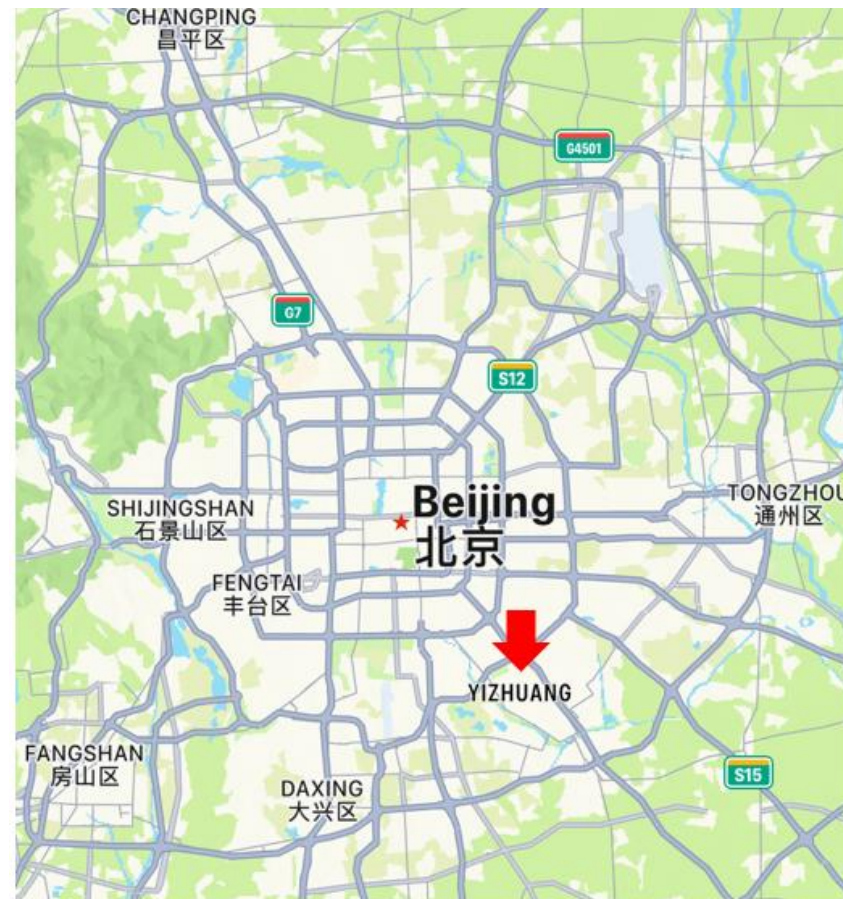 CHANGPING
昌平区
G4501
G7
S12
Beijing
北京
TONGZHOU
通州区
SHIJINGSHAN
石景山区
FENGTAI
丰台区
YIZHUANG
FANGSHAN
房山区
S15
DAXING
大兴区